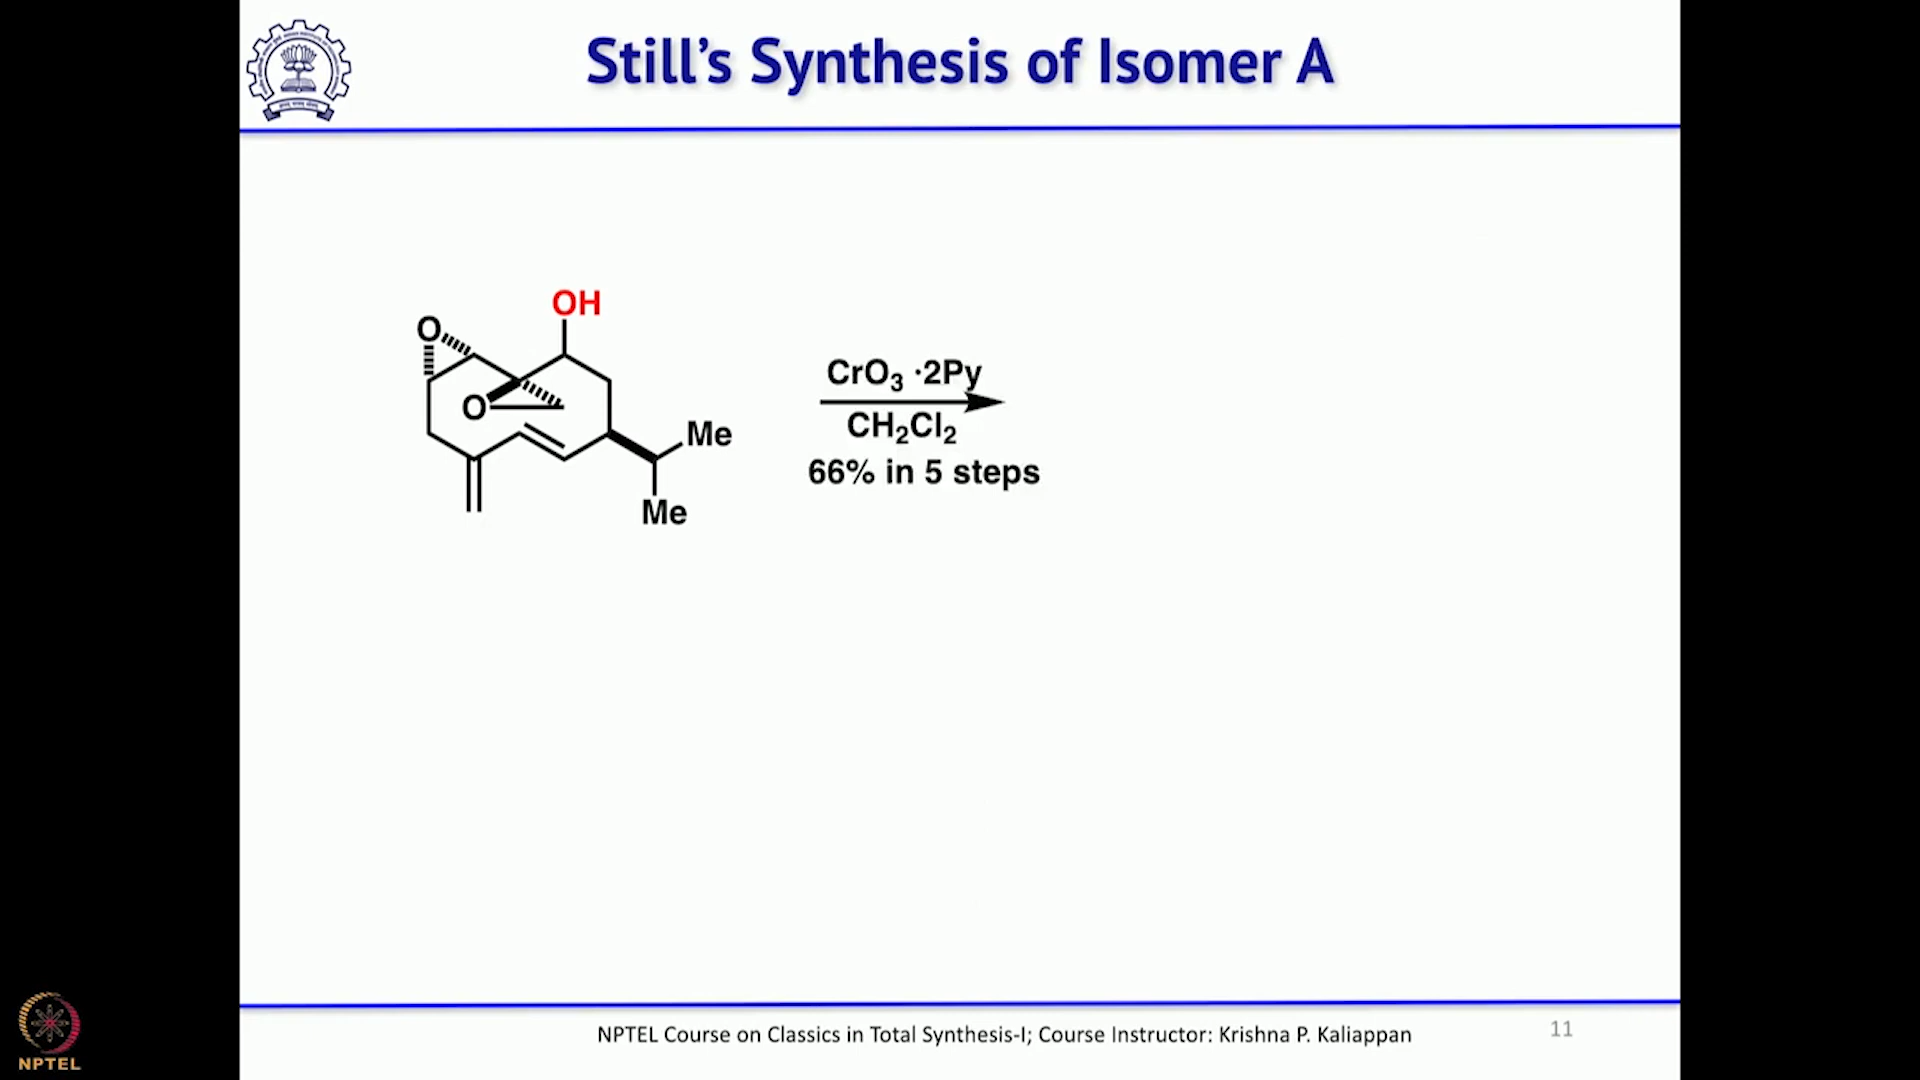 Still’s Synthesis of Isomer A
OH
O
O
Me
Me
CrO₃ ·2Py
CH₂Cl₂
66% in 5 steps
NPTEL Course on Classics in Total Synthesis-I; Course Instructor: Krishna P. Kaliappan
11
NPTEL